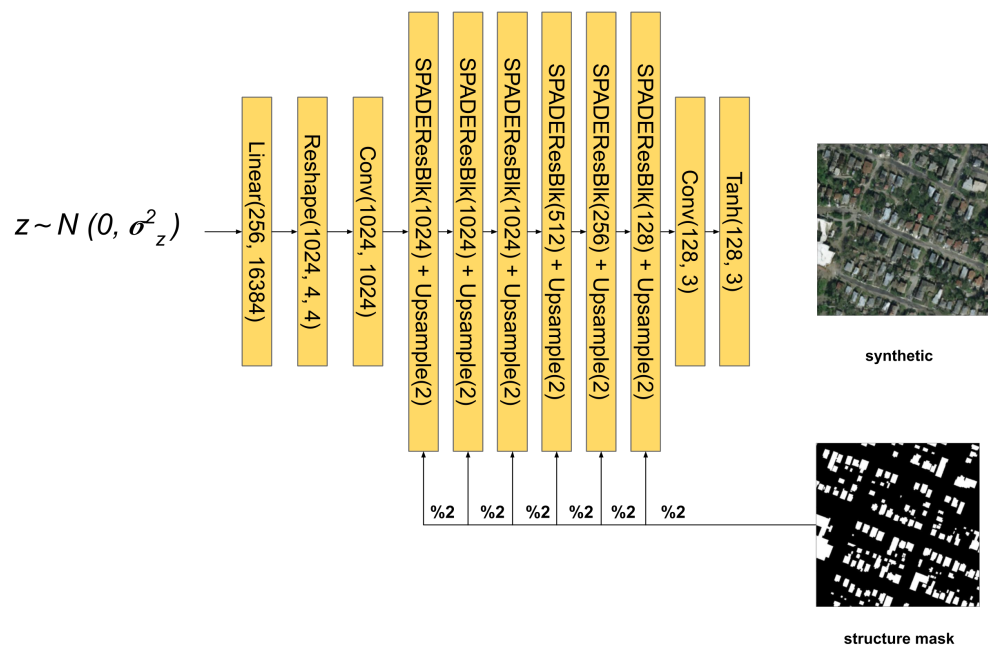 z ~ N (0, σ²z)
Linear(256, 16384)
Reshape(1024, 4, 4)
Conv(1024, 1024)
SPADEResBlk(1024) + Upsample(2)
SPADEResBlk(1024) + Upsample(2)
SPADEResBlk(1024) + Upsample(2)
SPADEResBlk(512) + Upsample(2)
SPADEResBlk(256) + Upsample(2)
SPADEResBlk(128) + Upsample(2)
Conv(128, 3)
Tanh(128, 3)
synthetic
%2
%2
%2
%2
%2
%2
structure mask